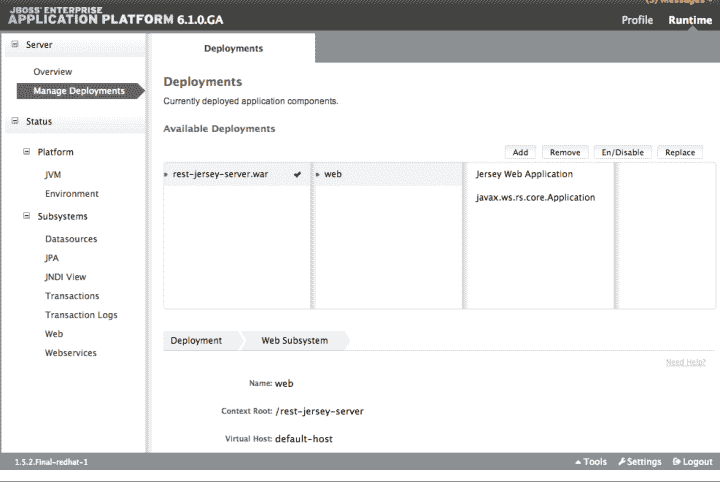 JBOSS ENTERPRISE
APPLICATION PLATFORM 6.1.0.GA
(3) Messages
Profile
Runtime
Server
Overview
Manage Deployments
Status
Platform
JVM
Environment
Subsystems
Datasources
JPA
JNDI View
Transactions
Transaction Logs
Web
Webservices
Deployments
Deployments
Currently deployed application components.
Available Deployments
Add Remove En/Disable Replace
rest-jersey-server.war
web
Jersey Web Application
javax.ws.rs.core.Application
Deployment Web Subsystem
Need Help?
Name: web
Context Root: /rest-jersey-server
Virtual Host: default-host
1.5.2.Final-redhat-1
Tools Settings Logout